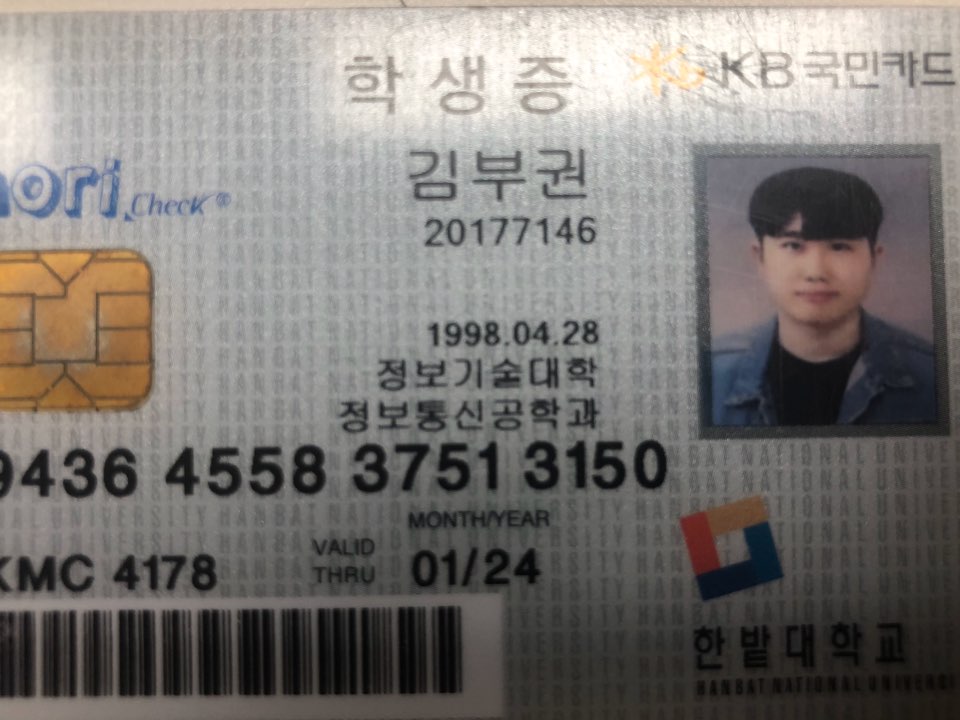 학생증
KB국민카드
nori Check®
김부권
20177146
1998.04.28
정보기술대학
정보통신공학과
9436 4558 3751 3150
MONTH/YEAR
KMC 4178 VALID THRU 01/24
한밭대학교
HANBAT NATIONAL UNIVERSI